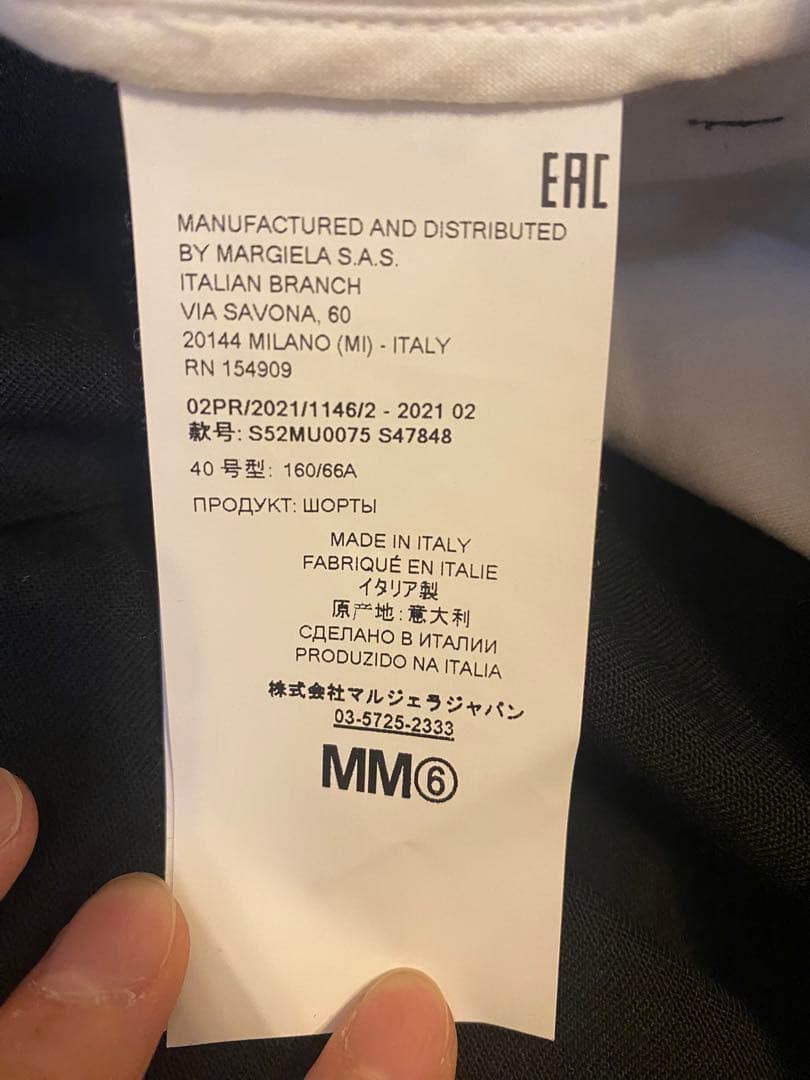 EAC
MANUFACTURED AND DISTRIBUTED
BY MARGIELA S.A.S.
ITALIAN BRANCH
VIA SAVONA, 60
20144 MILANO (MI) - ITALY
RN 154909
02PR/2021/1146/2 - 2021 02
款号: S52MU0075 S47848
40 号型: 160/66A
ПРОДУКТ: ШОРТЫ
MADE IN ITALY
FABRIQUÉ EN ITALIE
イタリア製
原产地:意大利
СДЕЛАНО В ИТАЛИИ
PRODUZIDO NA ITALIA
株式会社マルジェラジャパン
03-5725-2333
MM⑥